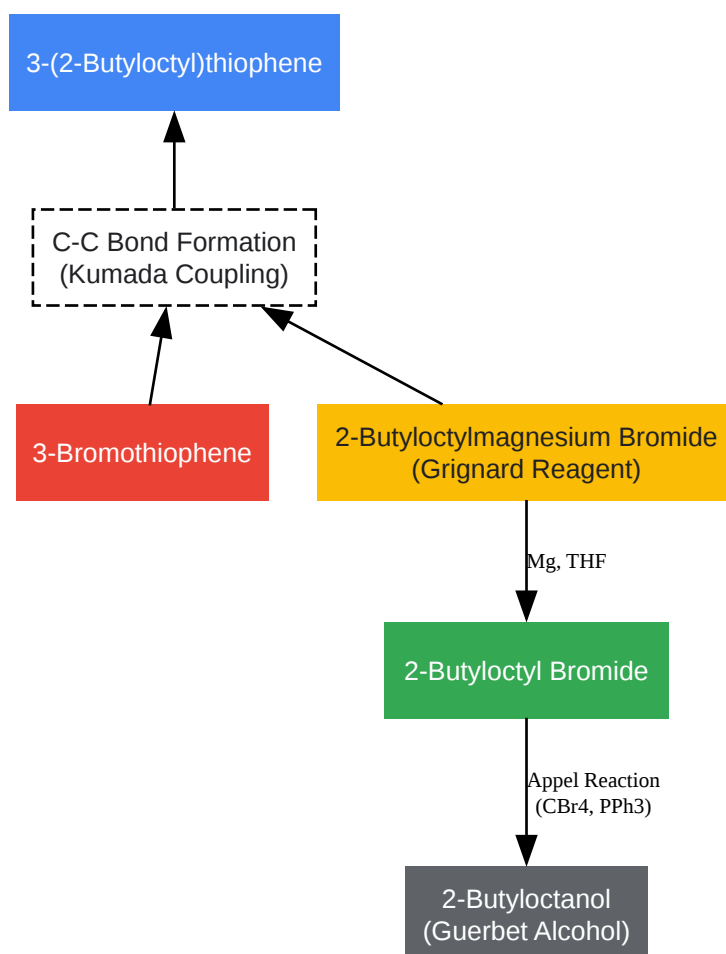 3-(2-Butyloctyl)thiophene
C-C Bond Formation
(Kumada Coupling)
3-Bromothiophene
2-Butyloctylmagnesium Bromide
(Grignard Reagent)
Mg, THF
2-Butyloctyl Bromide
Appel Reaction
(CBr4, PPh3)
2-Butyloctanol
(Guerbet Alcohol)